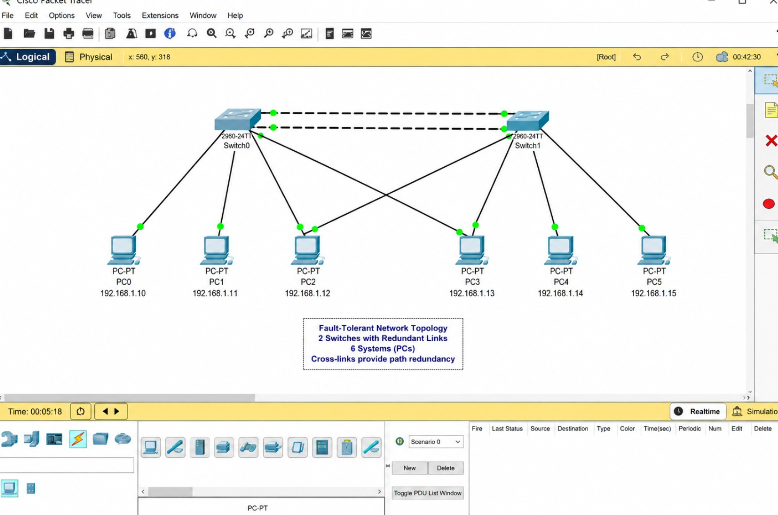 Cisco Packet Tracer
File Edit Options View Tools Extensions Window Help
Logical Physical x: 560, y: 318 [Root] 00:42:30
2960-24TT 2960-24TT
Switch0 Switch1
PC-PT PC-PT PC-PT PC-PT PC-PT PC-PT
PC0 PC1 PC2 PC3 PC4 PC5
192.168.1.10 192.168.1.11 192.168.1.12 192.168.1.13 192.168.1.14 192.168.1.15
Fault-Tolerant Network Topology
2 Switches with Redundant Links
6 Systems (PCs)
Cross-links provide path redundancy
Time: 00:05:18 Realtime Simulatio
Fire Last Status Source Destination Type Color Time(sec) Periodic Num Edit Delete
Scenario 0
New Delete
Toggle PDU List Window
PC-PT